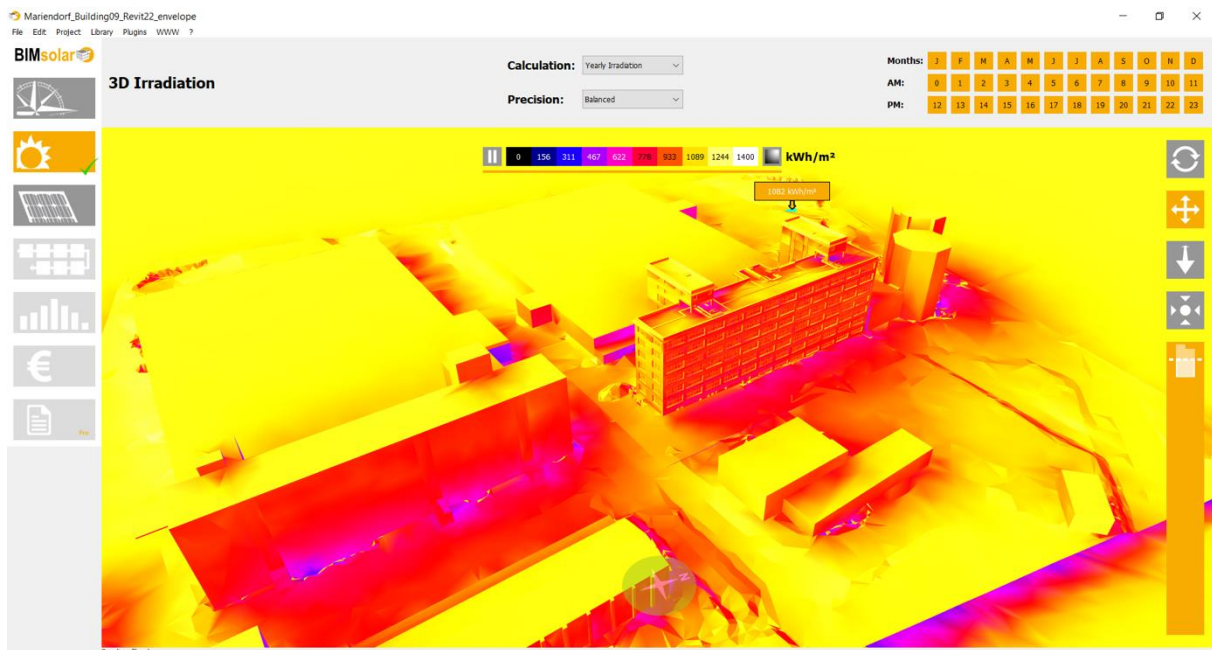 Mariendorf_Building09_Revit22_envelope
File Edit Project Library Plugins WWW ?
BIMsolar
3D Irradiation
Calculation: Yearly Irradiation
Precision: Balanced
Months: J F M A M J J A S O N D
AM: 0 1 2 3 4 5 6 7 8 9 10 11
PM: 12 13 14 15 16 17 18 19 20 21 22 23
0 156 311 467 622 778 933 1089 1244 1400 kWh/m²
1082 kWh/m²
€
N